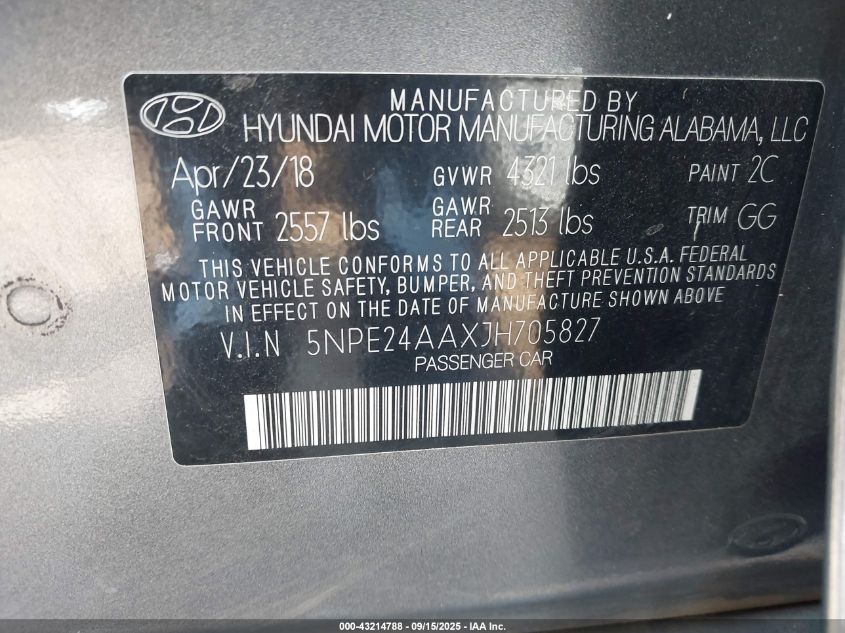 MANUFACTURED BY
HYUNDAI MOTOR MANUFACTURING ALABAMA, LLC
Apr/23/18 GVWR 4321 lbs PAINT 2C
GAWR FRONT 2557 lbs GAWR REAR 2513 lbs TRIM GG
THIS VEHICLE CONFORMS TO ALL APPLICABLE U.S.A. FEDERAL
MOTOR VEHICLE SAFETY, BUMPER, AND THEFT PREVENTION STANDARDS
IN EFFECT ON THE DATE OF MANUFACTURE SHOWN ABOVE
V.I.N 5NPE24AAXJH705827
PASSENGER CAR
000-43214788 - 09/15/2025 - IAA Inc.